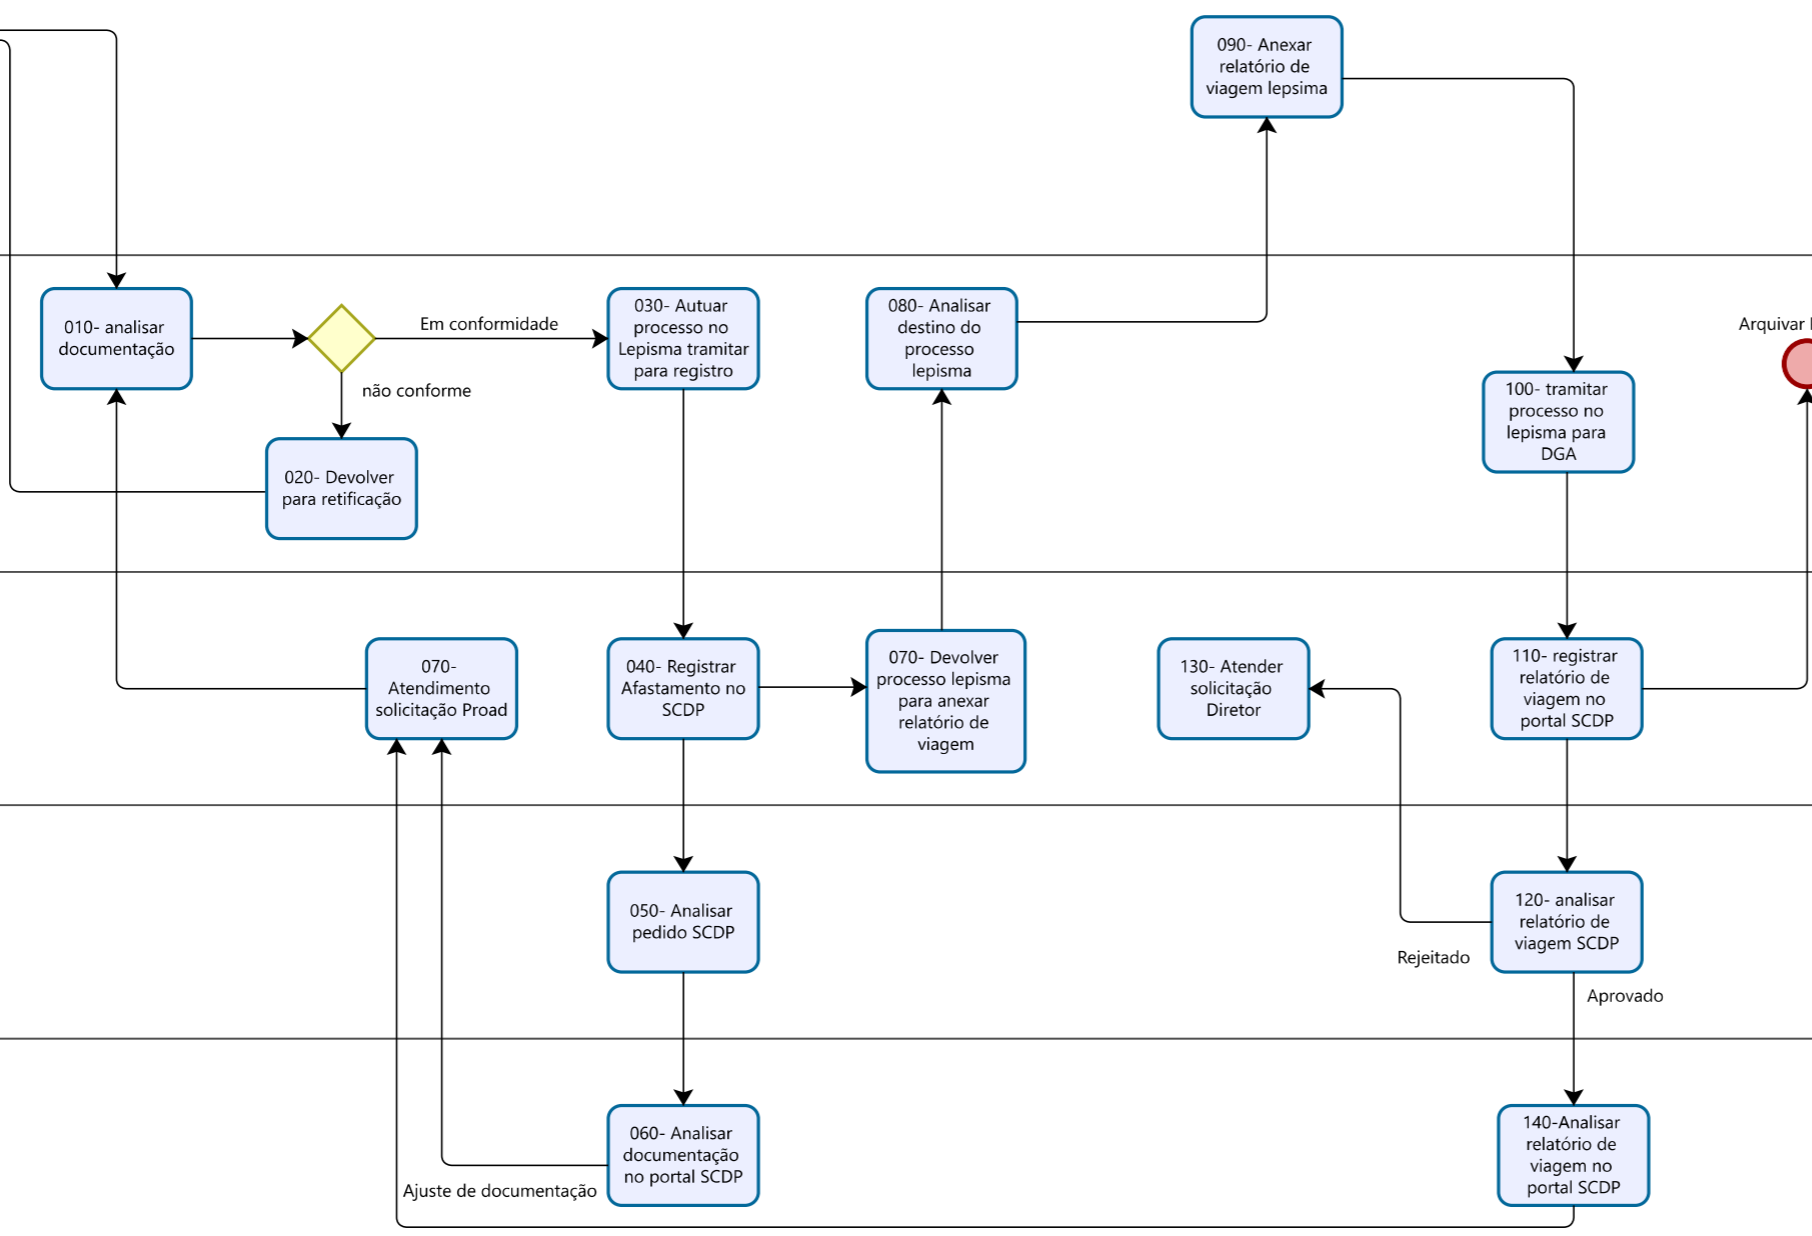 090- Anexar
relatório de
viagem lepsima
010- analisar
documentação
Em conformidade
não conforme
020- Devolver
para retificação
030- Autuar
processo no
Lepisma tramitar
para registro
080- Analisar
destino do
processo
lepisma
100- tramitar
processo no
lepisma para
DGA
Arquivar
070-
Atendimento
solicitação Proad
040- Registrar
Afastamento no
SCDP
070- Devolver
processo lepisma
para anexar
relatório de
viagem
130- Atender
solicitação
Diretor
110- registrar
relatório de
viagem no
portal SCDP
050- Analisar
pedido SCDP
120- analisar
relatório de
viagem SCDP
Rejeitado
Aprovado
060- Analisar
documentação
no portal SCDP
Ajuste de documentação
140-Analisar
relatório de
viagem no
portal SCDP